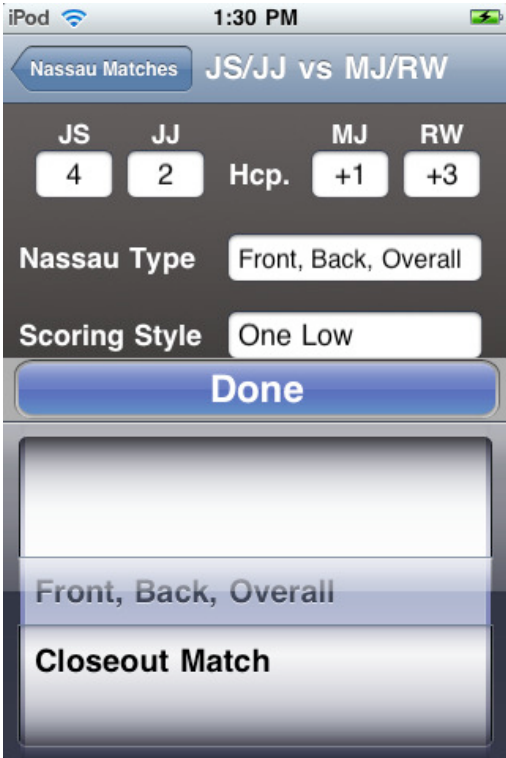 iPod 1:30 PM
Nassau Matches JS/JJ vs MJ/RW
JS JJ MJ RW
4 2 Hcp. +1 +3
Nassau Type Front, Back, Overall
Scoring Style One Low
Done
Front, Back, Overall
Closeout Match